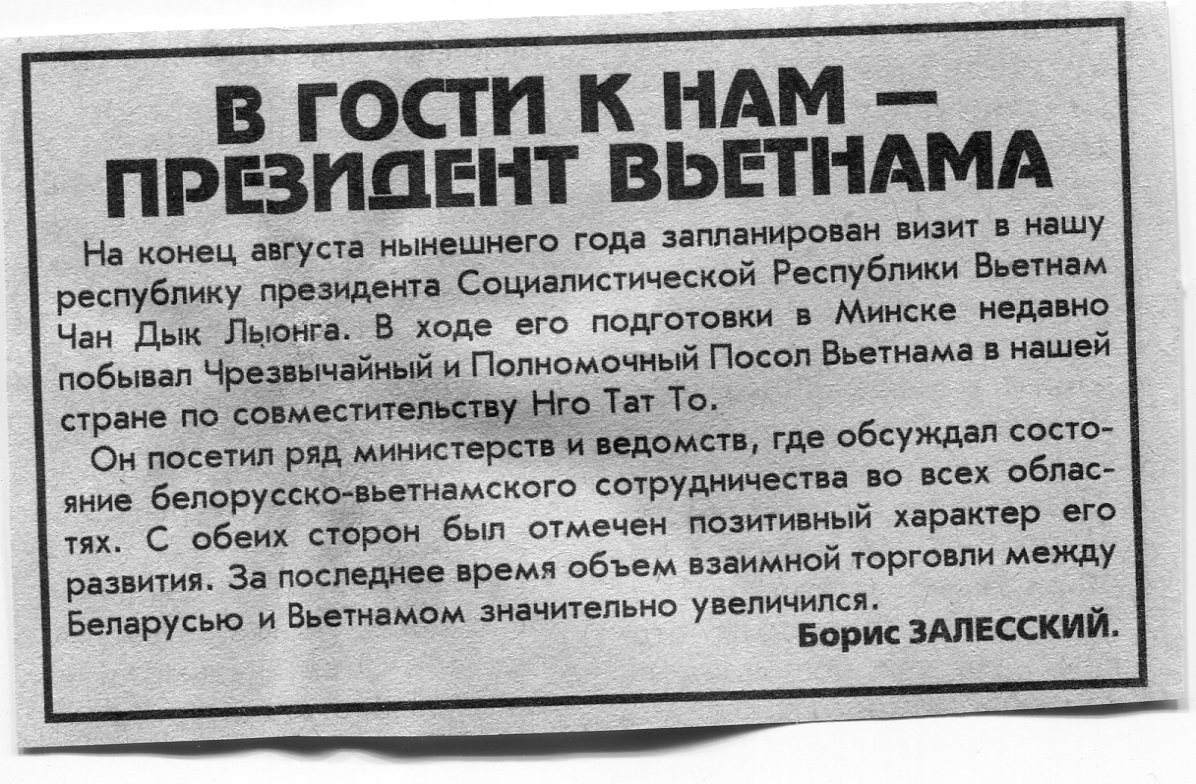 В ГОСТИ К НАМ —
ПРЕЗИДЕНТ ВЬЕТНАМА
На конец августа нынешнего года запланирован визит в нашу
республику президента Социалистической Республики Вьетнам
Чан Дык Лыонга. В ходе его подготовки в Минске недавно
побывал Чрезвычайный и Полномочный Посол Вьетнама в нашей
стране по совместительству Нго Тат То.
Он посетил ряд министерств и ведомств, где обсуждал состо-
яние белорусско-вьетнамского сотрудничества во всех облас-
тях. С обеих сторон был отмечен позитивный характер его
развития. За последнее время объем взаимной торговли между
Беларусью и Вьетнамом значительно увеличился.
Борис ЗАЛЕССКИЙ.